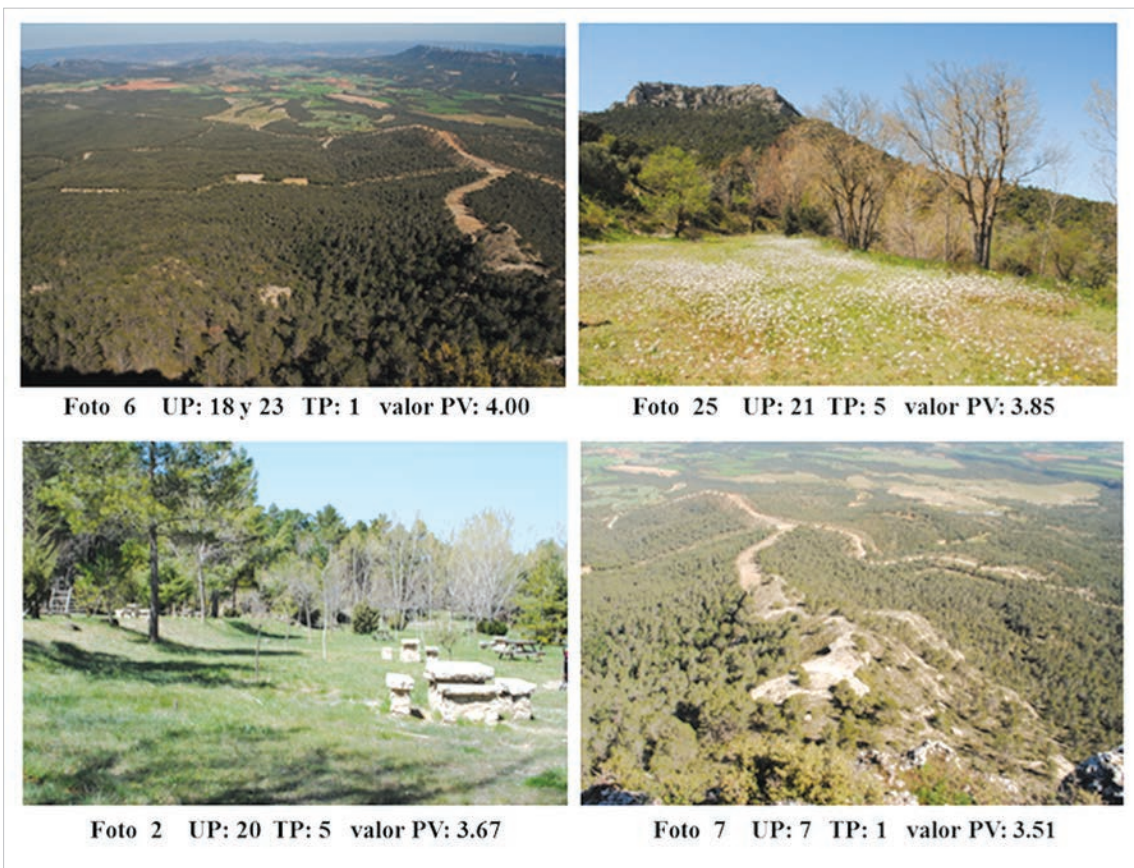 Foto 6 UP: 18 y 23 TP: 1 valor PV: 4.00
Foto 25 UP: 21 TP: 5 valor PV: 3.85
Foto 2 UP: 20 TP: 5 valor PV: 3.67
Foto 7 UP: 7 TP: 1 valor PV: 3.51